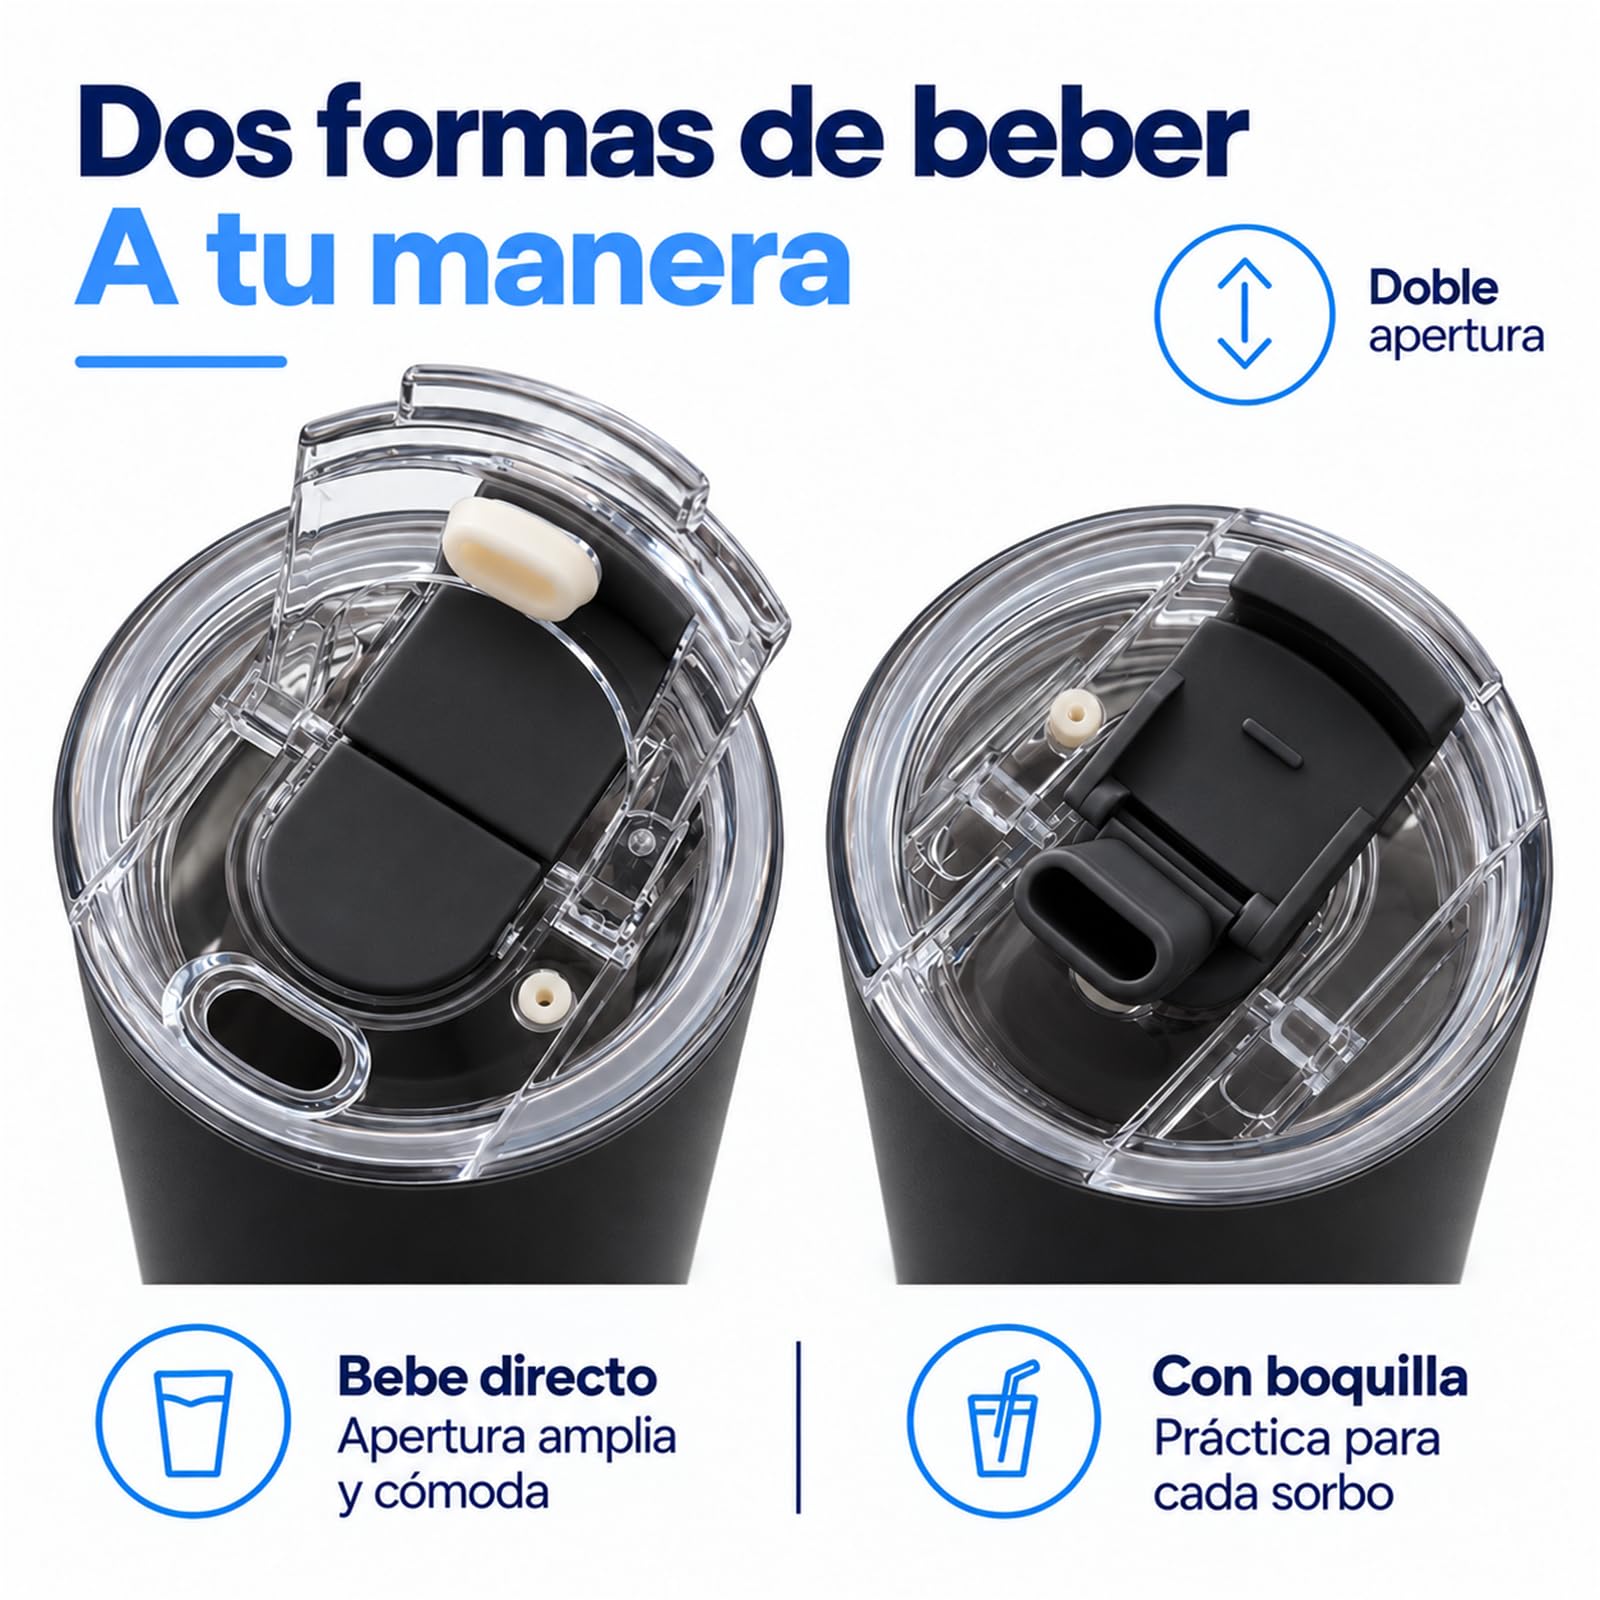 Dos formas de beber
A tu manera
Doble
apertura
Bebe directo
Apertura amplia
y cómoda
Con boquilla
Práctica para
cada sorbo